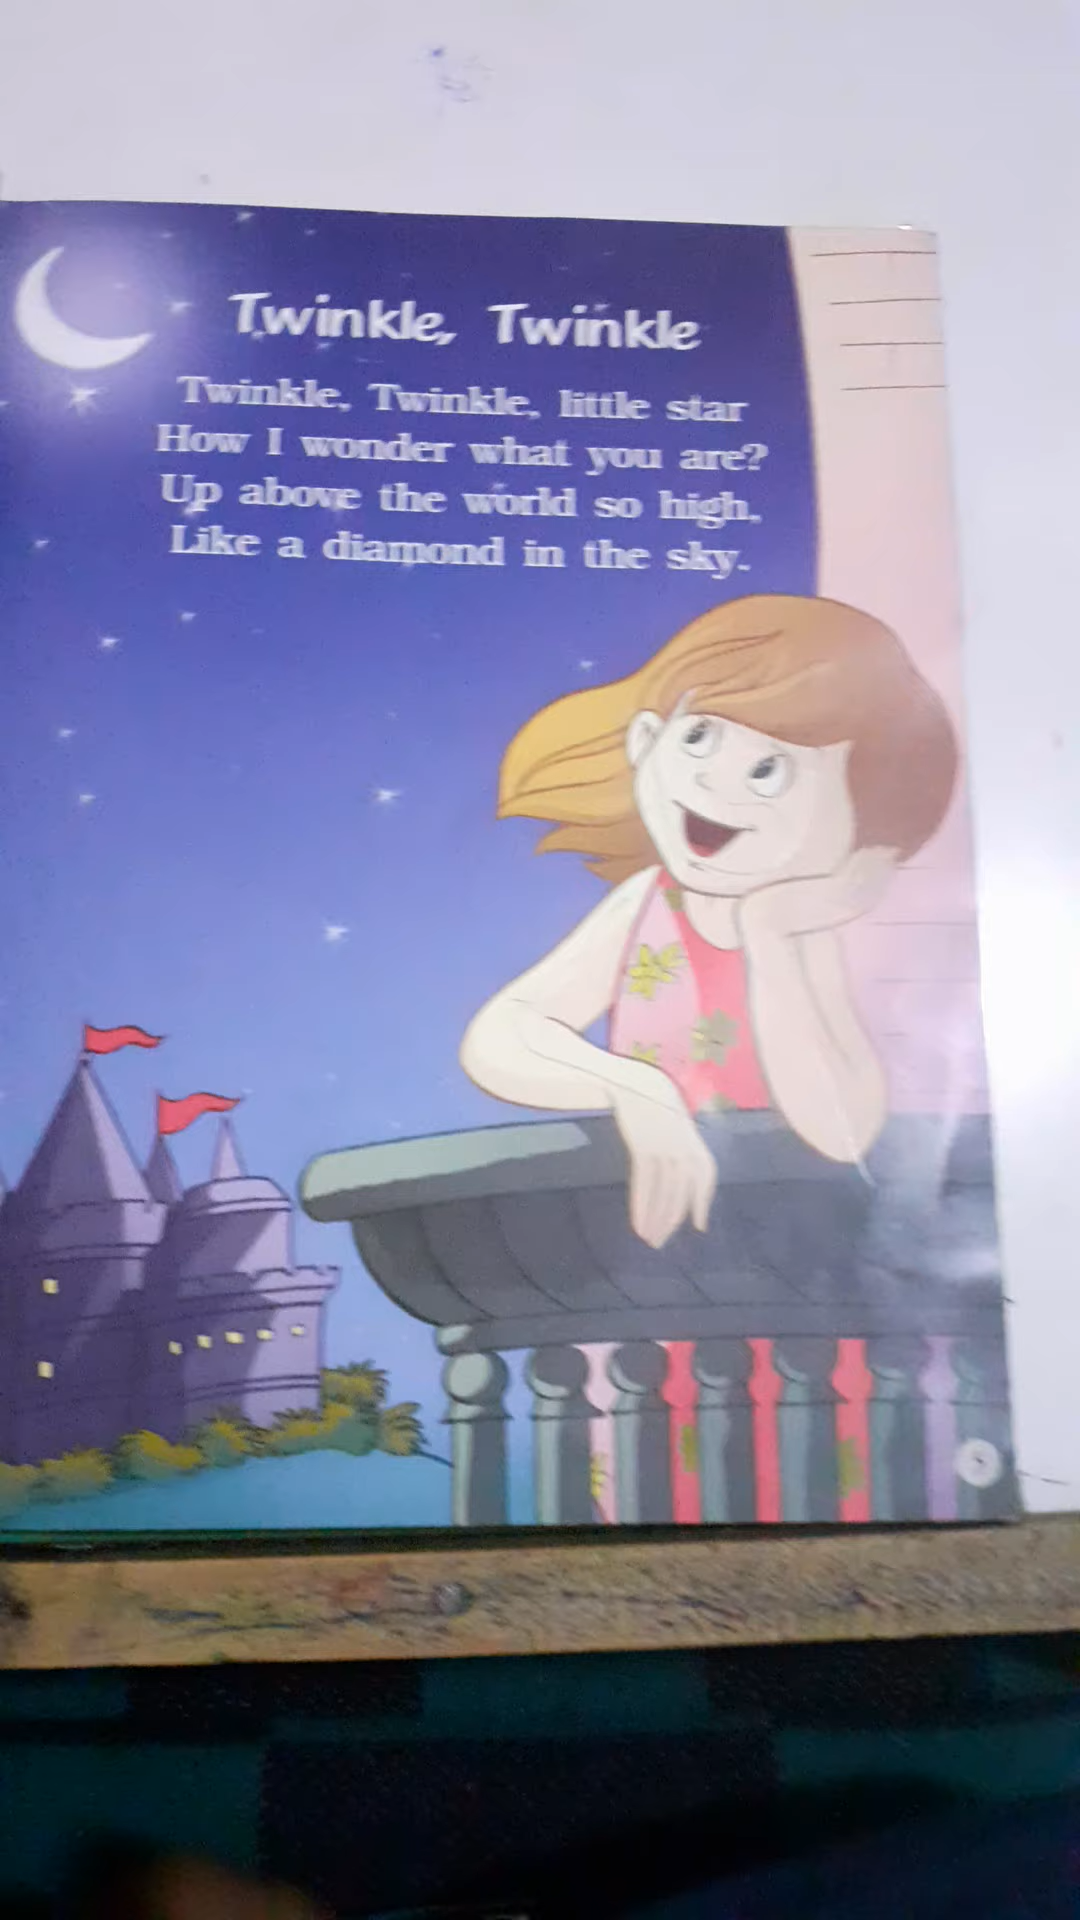 Twinkle, Twinkle
Twinkle, Twinkle, little star
How I wonder what you are?
Up above the world so high,
Like a diamond in the sky.